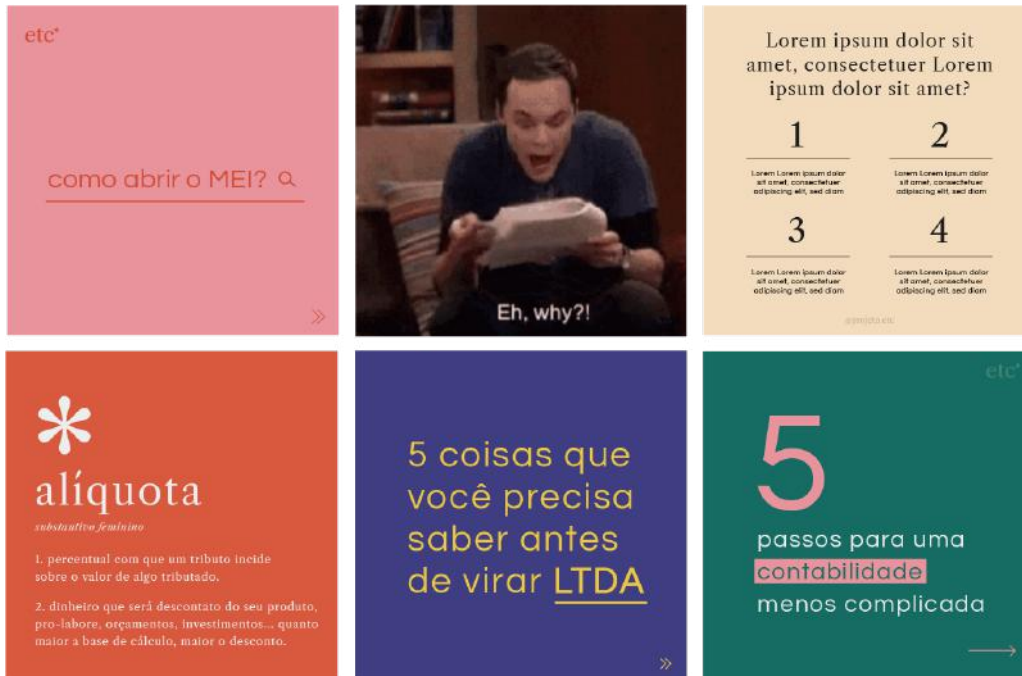 etc*
como abrir o MEI?
Eh, why?!
Lorem ipsum dolor sit
amet, consectetuer Lorem
ipsum dolor sit amet?
1
Lorem Lorem ipsum dolor
sit amet, consectetuer
adipiscing elit, sed diam
2
Lorem Lorem ipsum dolor
sit amet, consectetuer
adipiscing elit, sed diam
3
Lorem Lorem ipsum dolor
sit amet, consectetuer
adipiscing elit, sed diam
4
Lorem Lorem ipsum dolor
sit amet, consectetuer
adipiscing elit, sed diam
*
alíquota
substantivo feminino
1. percentual com que um tributo incide
sobre o valor de algo tributado.
2. dinheiro que será descontato do seu produto,
pro-labore, orçamentos, investimentos... quanto
maior a base de cálculo, maior o desconto.
5 coisas que
você precisa
saber antes
de virar LTDA
etc*
5
passos para uma
contabilidade
menos complicada